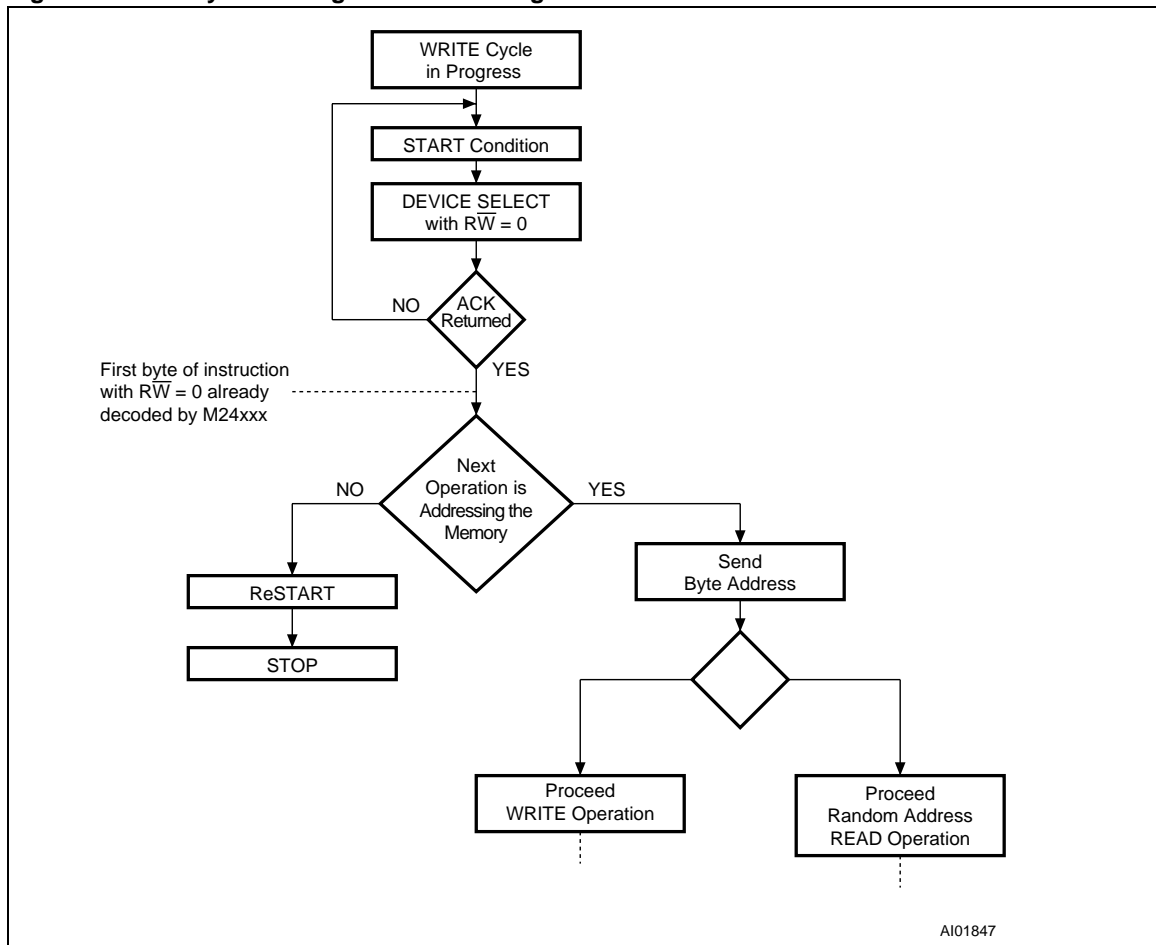 WRITE Cycle
in Progress
START Condition
DEVICE SELECT
with RW̅ = 0
ACK
Returned
NO
YES
First byte of instruction
with RW̅ = 0 already
decoded by M24xxx
Next
Operation is
Addressing the
Memory
NO
YES
Send
Byte Address
ReSTART
STOP
Proceed
WRITE Operation
Proceed
Random Address
READ Operation
AI01847